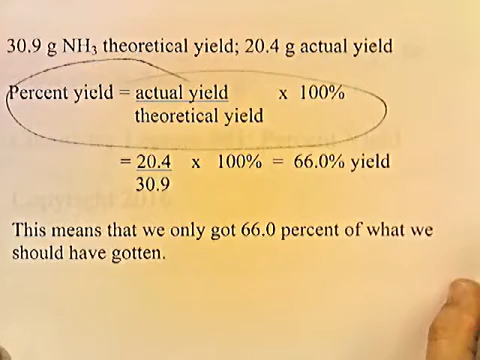 30.9 g NH₃ theoretical yield; 20.4 g actual yield
Percent yield = actual yield x 100%
theoretical yield
= 20.4 x 100% = 66.0% yield
30.9
This means that we only got 66.0 percent of what we
should have gotten.